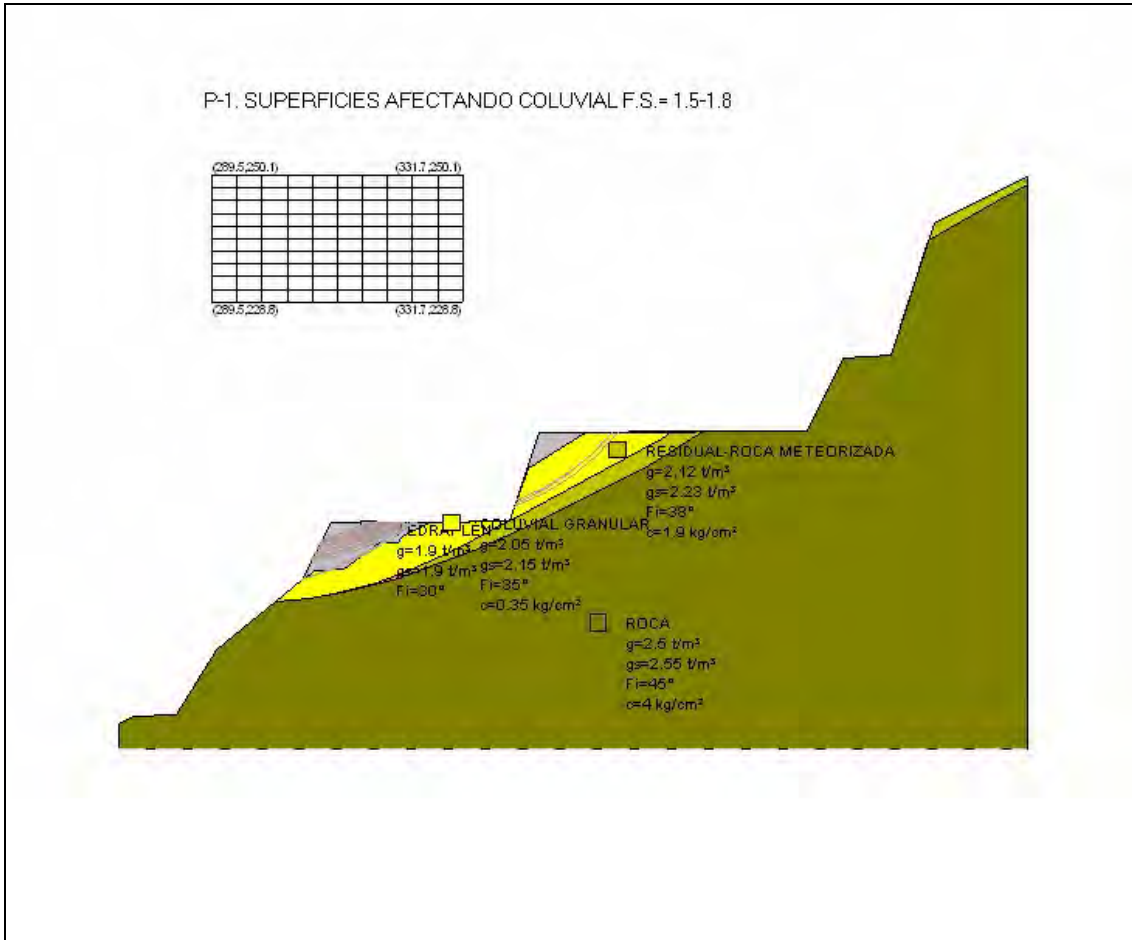 P-1. SUPERFICIES AFECTANDO COLUVIAL F.S.= 1.5-1.8
(289.5,250.1) (331.7,250.1)
(289.5,228.8) (331.7,228.8)
RESIDUAL-ROCA METEORIZADA
g=2.12 t/m³
gs=2.23 t/m³
Fi=38°
c=1.9 kg/cm²
EDRAPLEN
g=1.9 t/m³
gs=1.9 t/m³
Fi=30°
COLUVIAL GRANULAR
g=2.05 t/m³
gs=2.15 t/m³
Fi=35°
c=0.35 kg/cm²
ROCA
g=2.5 t/m³
gs=2.55 t/m³
Fi=45°
c=4 kg/cm²